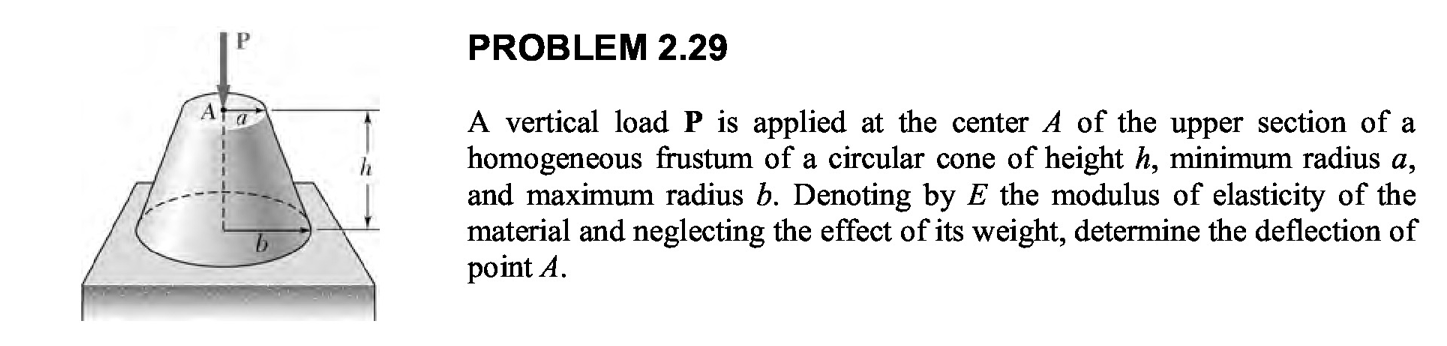 P
PROBLEM 2.29
A a
h
b
A vertical load P is applied at the center A of the upper section of a
homogeneous frustum of a circular cone of height h, minimum radius a,
and maximum radius b. Denoting by E the modulus of elasticity of the
material and neglecting the effect of its weight, determine the deflection of
point A.